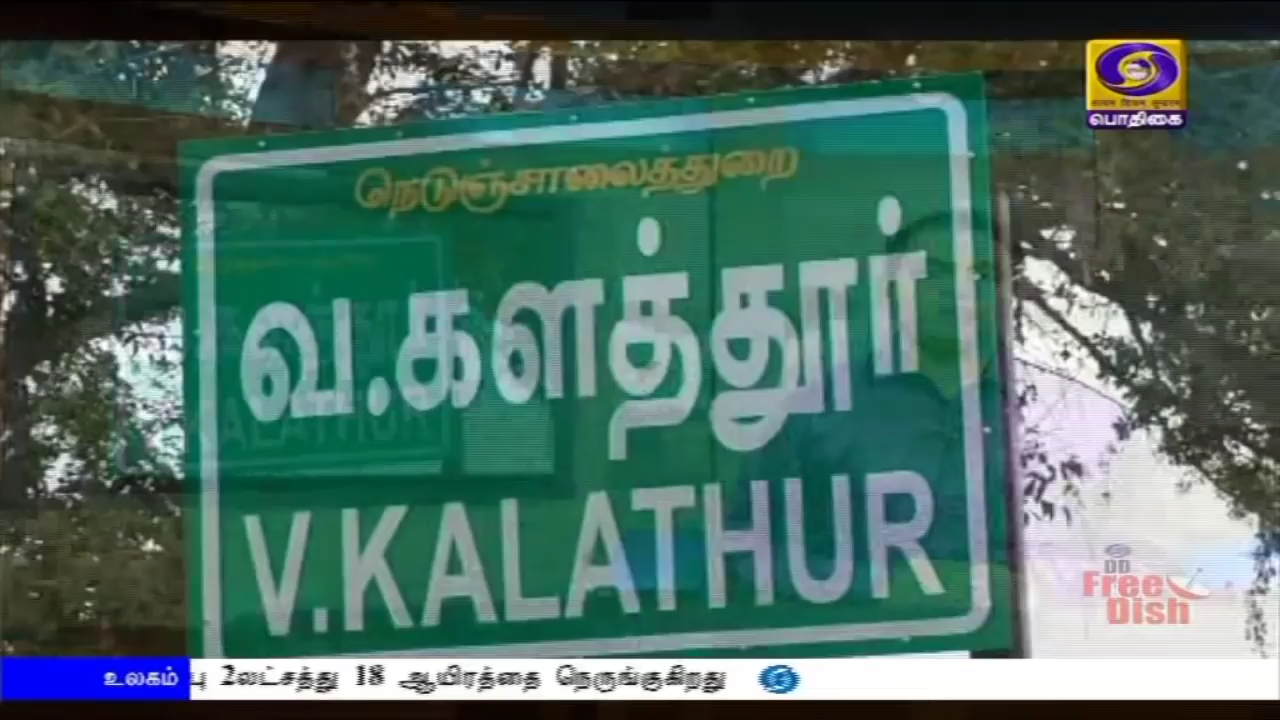 நெடுஞ்சாலைத்துறை
வ.களத்தூர்
V.KALATHUR
பொதிகை
DD
Free
Dish
உலகம் பு 2லட்சத்து 18 ஆயிரத்தை நெருங்குகிறது